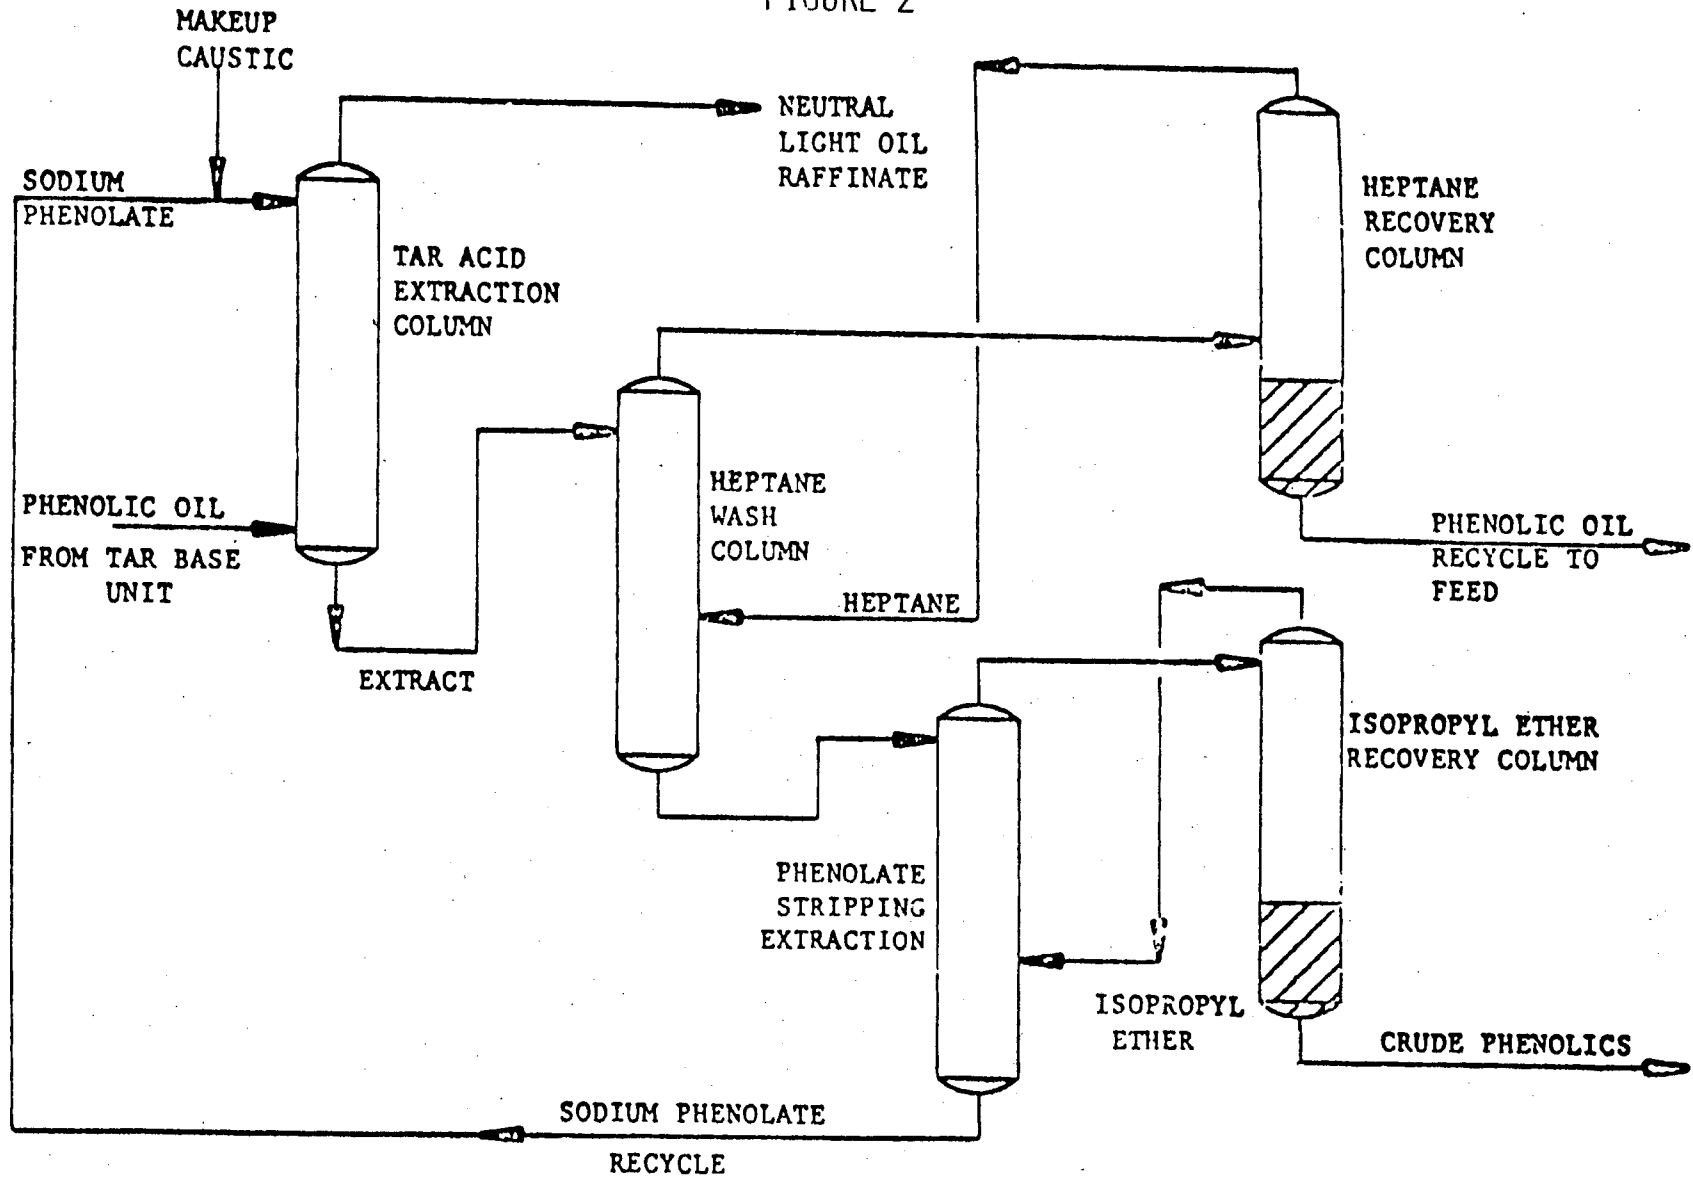 FIGURE 2
MAKEUP
CAUSTIC
NEUTRAL
LIGHT OIL
RAFFINATE
SODIUM
PHENOLATE
HEPTANE
RECOVERY
COLUMN
TAR ACID
EXTRACTION
COLUMN
PHENOLIC OIL
FROM TAR BASE
UNIT
HEPTANE
WASH
COLUMN
PHENOLIC OIL
RECYCLE TO
FEED
HEPTANE
EXTRACT
ISOPROPYL ETHER
RECOVERY COLUMN
PHENOLATE
STRIPPING
EXTRACTION
ISOPROPYL
ETHER
CRUDE PHENOLICS
SODIUM PHENOLATE
RECYCLE